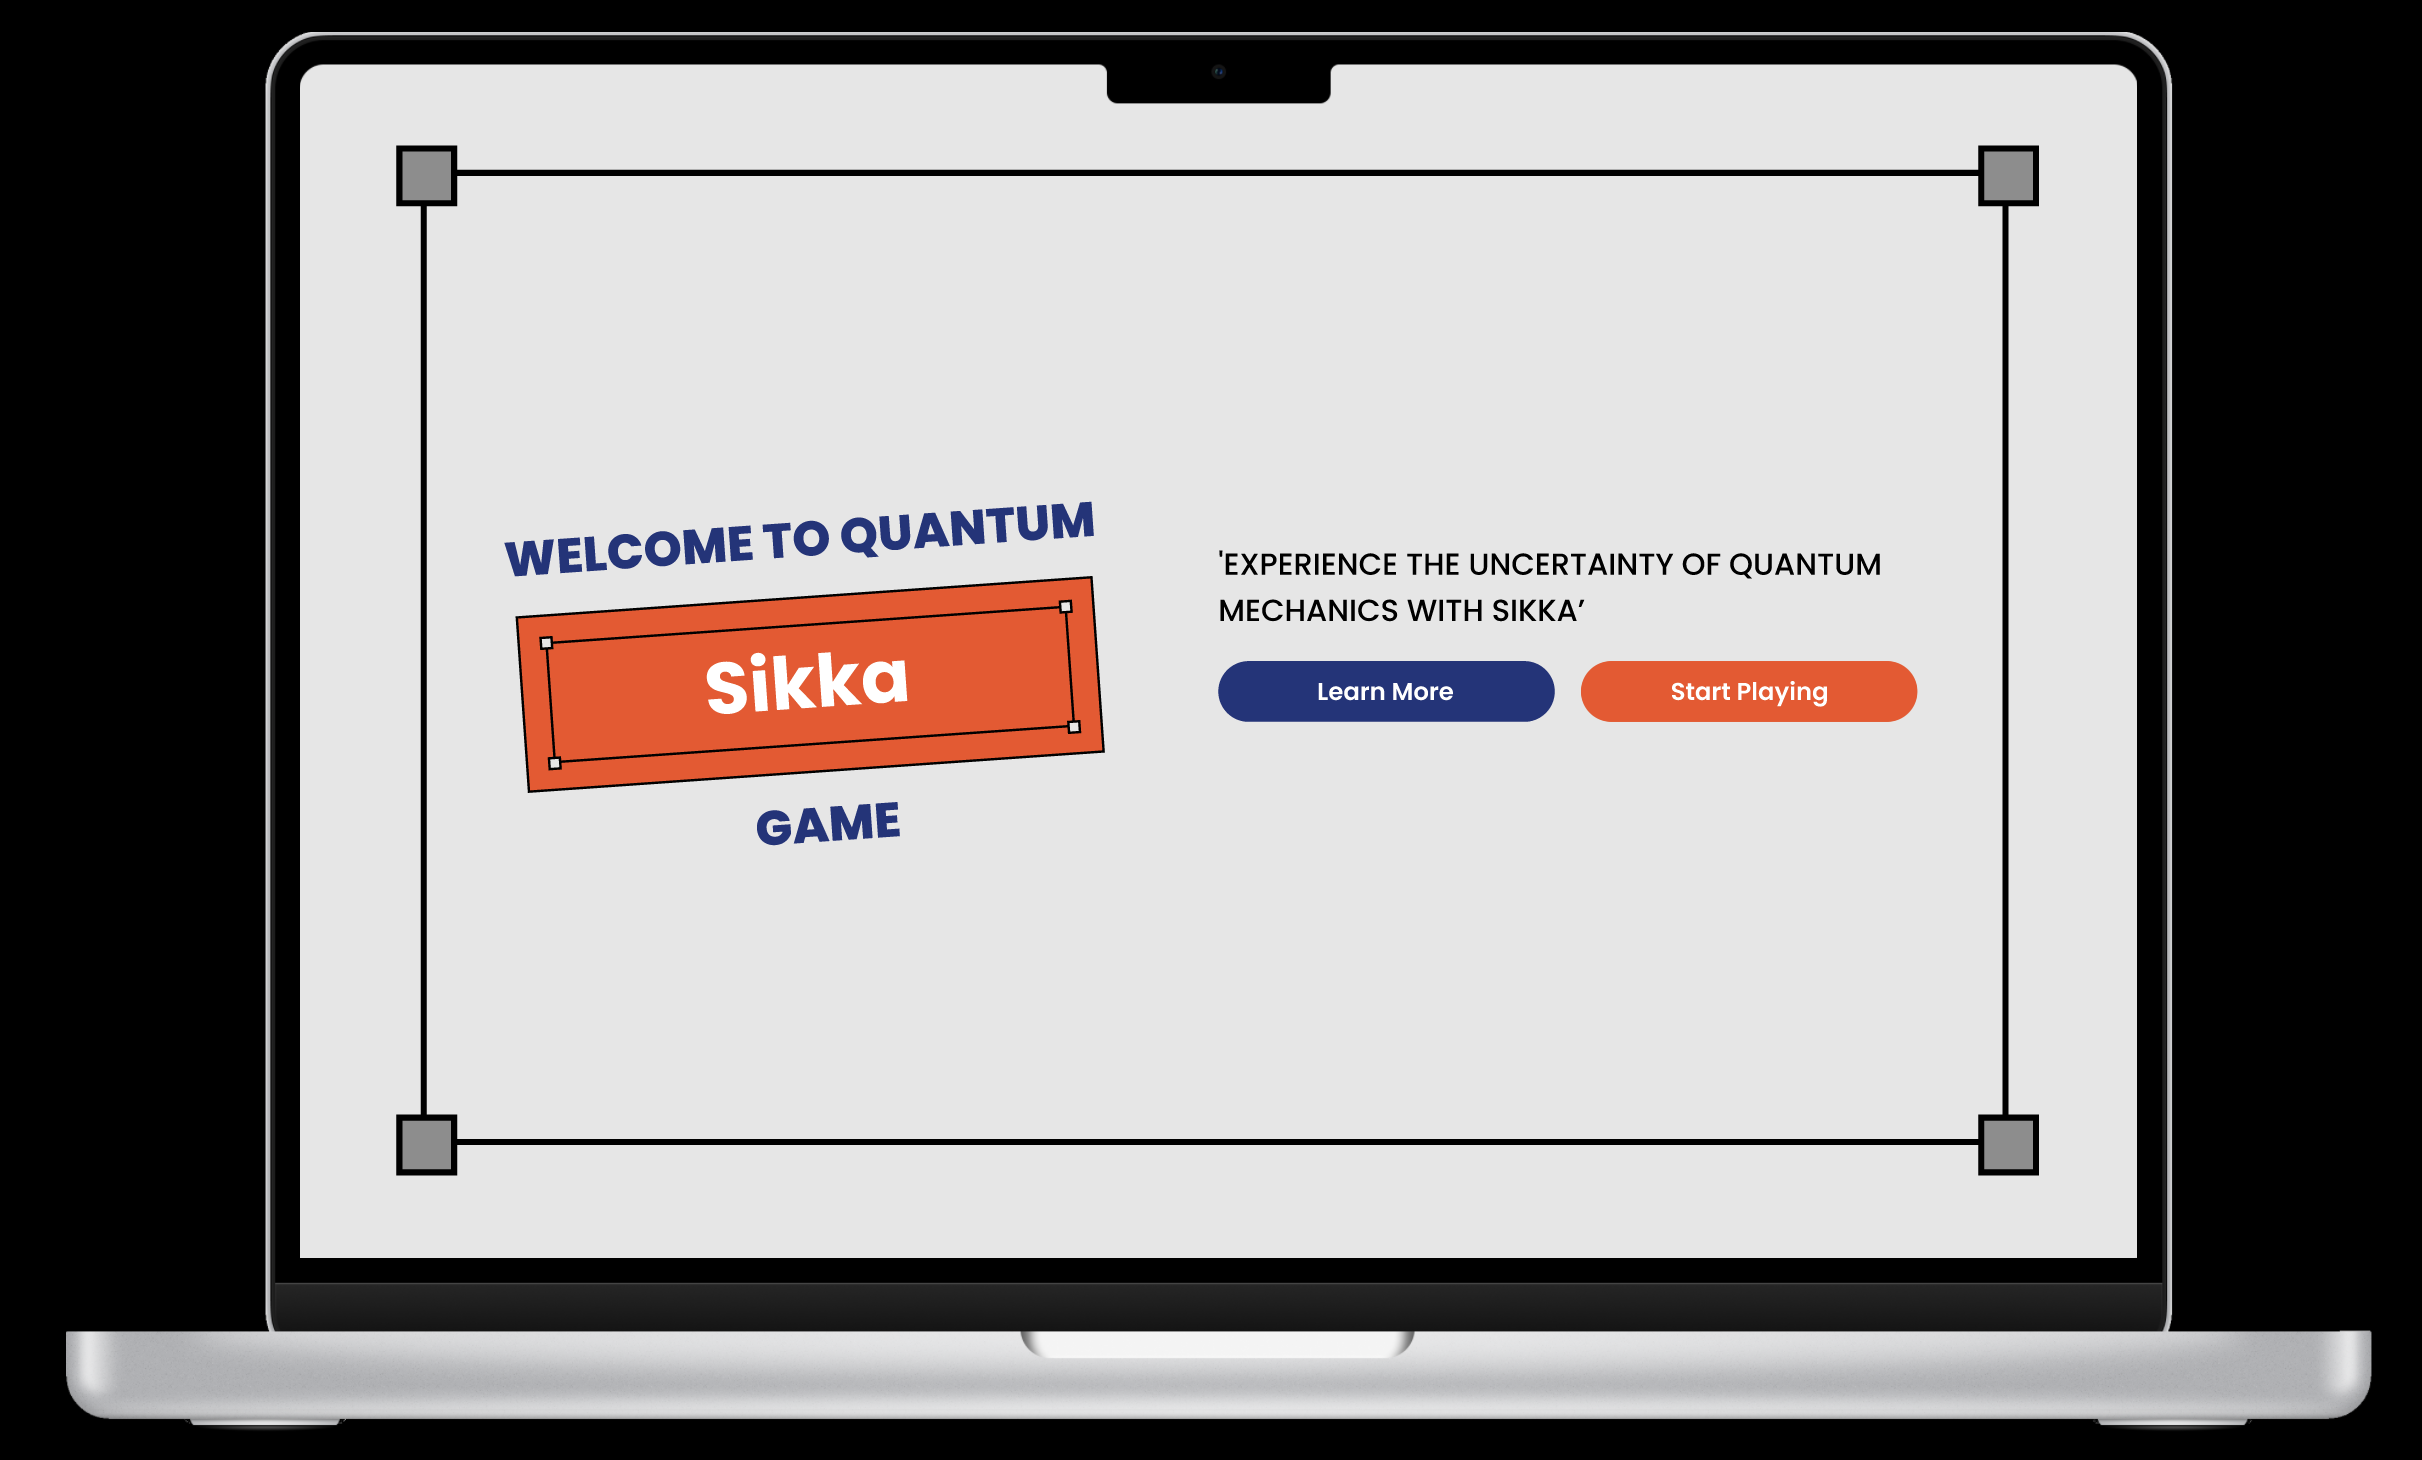 WELCOME TO QUANTUM
Sikka
GAME
'EXPERIENCE THE UNCERTAINTY OF QUANTUM
MECHANICS WITH SIKKA’
Learn More
Start Playing